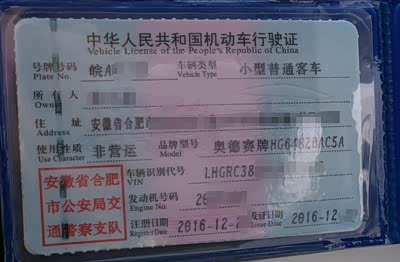 中华人民共和国机动车行驶证
Vehicle License of the People's Republic of China
号牌号码 皖A 车辆类型 小型普通客车
Plate No. Vehicle Type
所有人
Owner
住址 安徽省合肥
Address
使用性质 非营运 品牌型号 奥德赛牌HG6482BAC5A
Use Character Model
车辆识别代号 LHGRC38
VIN
安徽省合肥
市公安局交
通警察支队
发动机号码
Engine No.
注册日期 2016-12- 发证日期 2016-12-
Register Date Issue Date